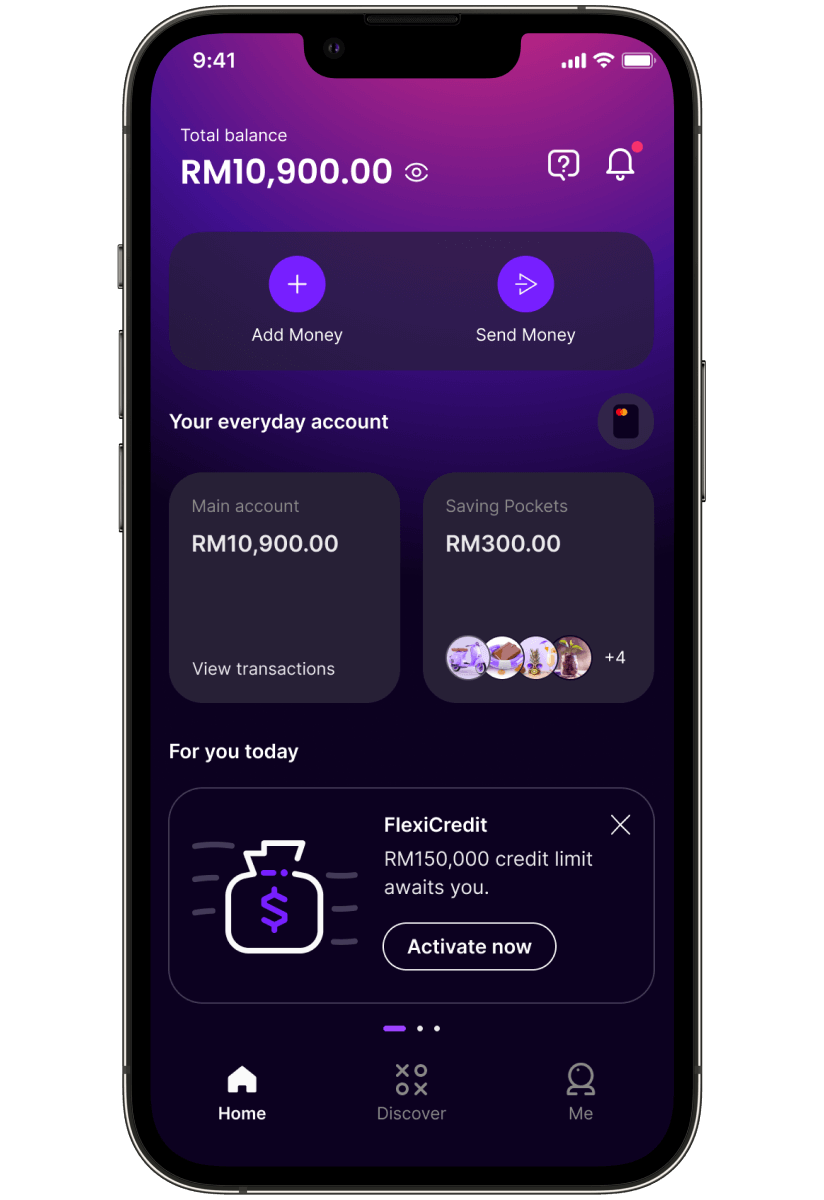 9:41
Total balance
RM10,900.00
Add Money
Send Money
Your everyday account
Main account
RM10,900.00
View transactions
Saving Pockets
RM300.00
+4
For you today
FlexiCredit
RM150,000 credit limit
awaits you.
Activate now
Home
Discover
Me